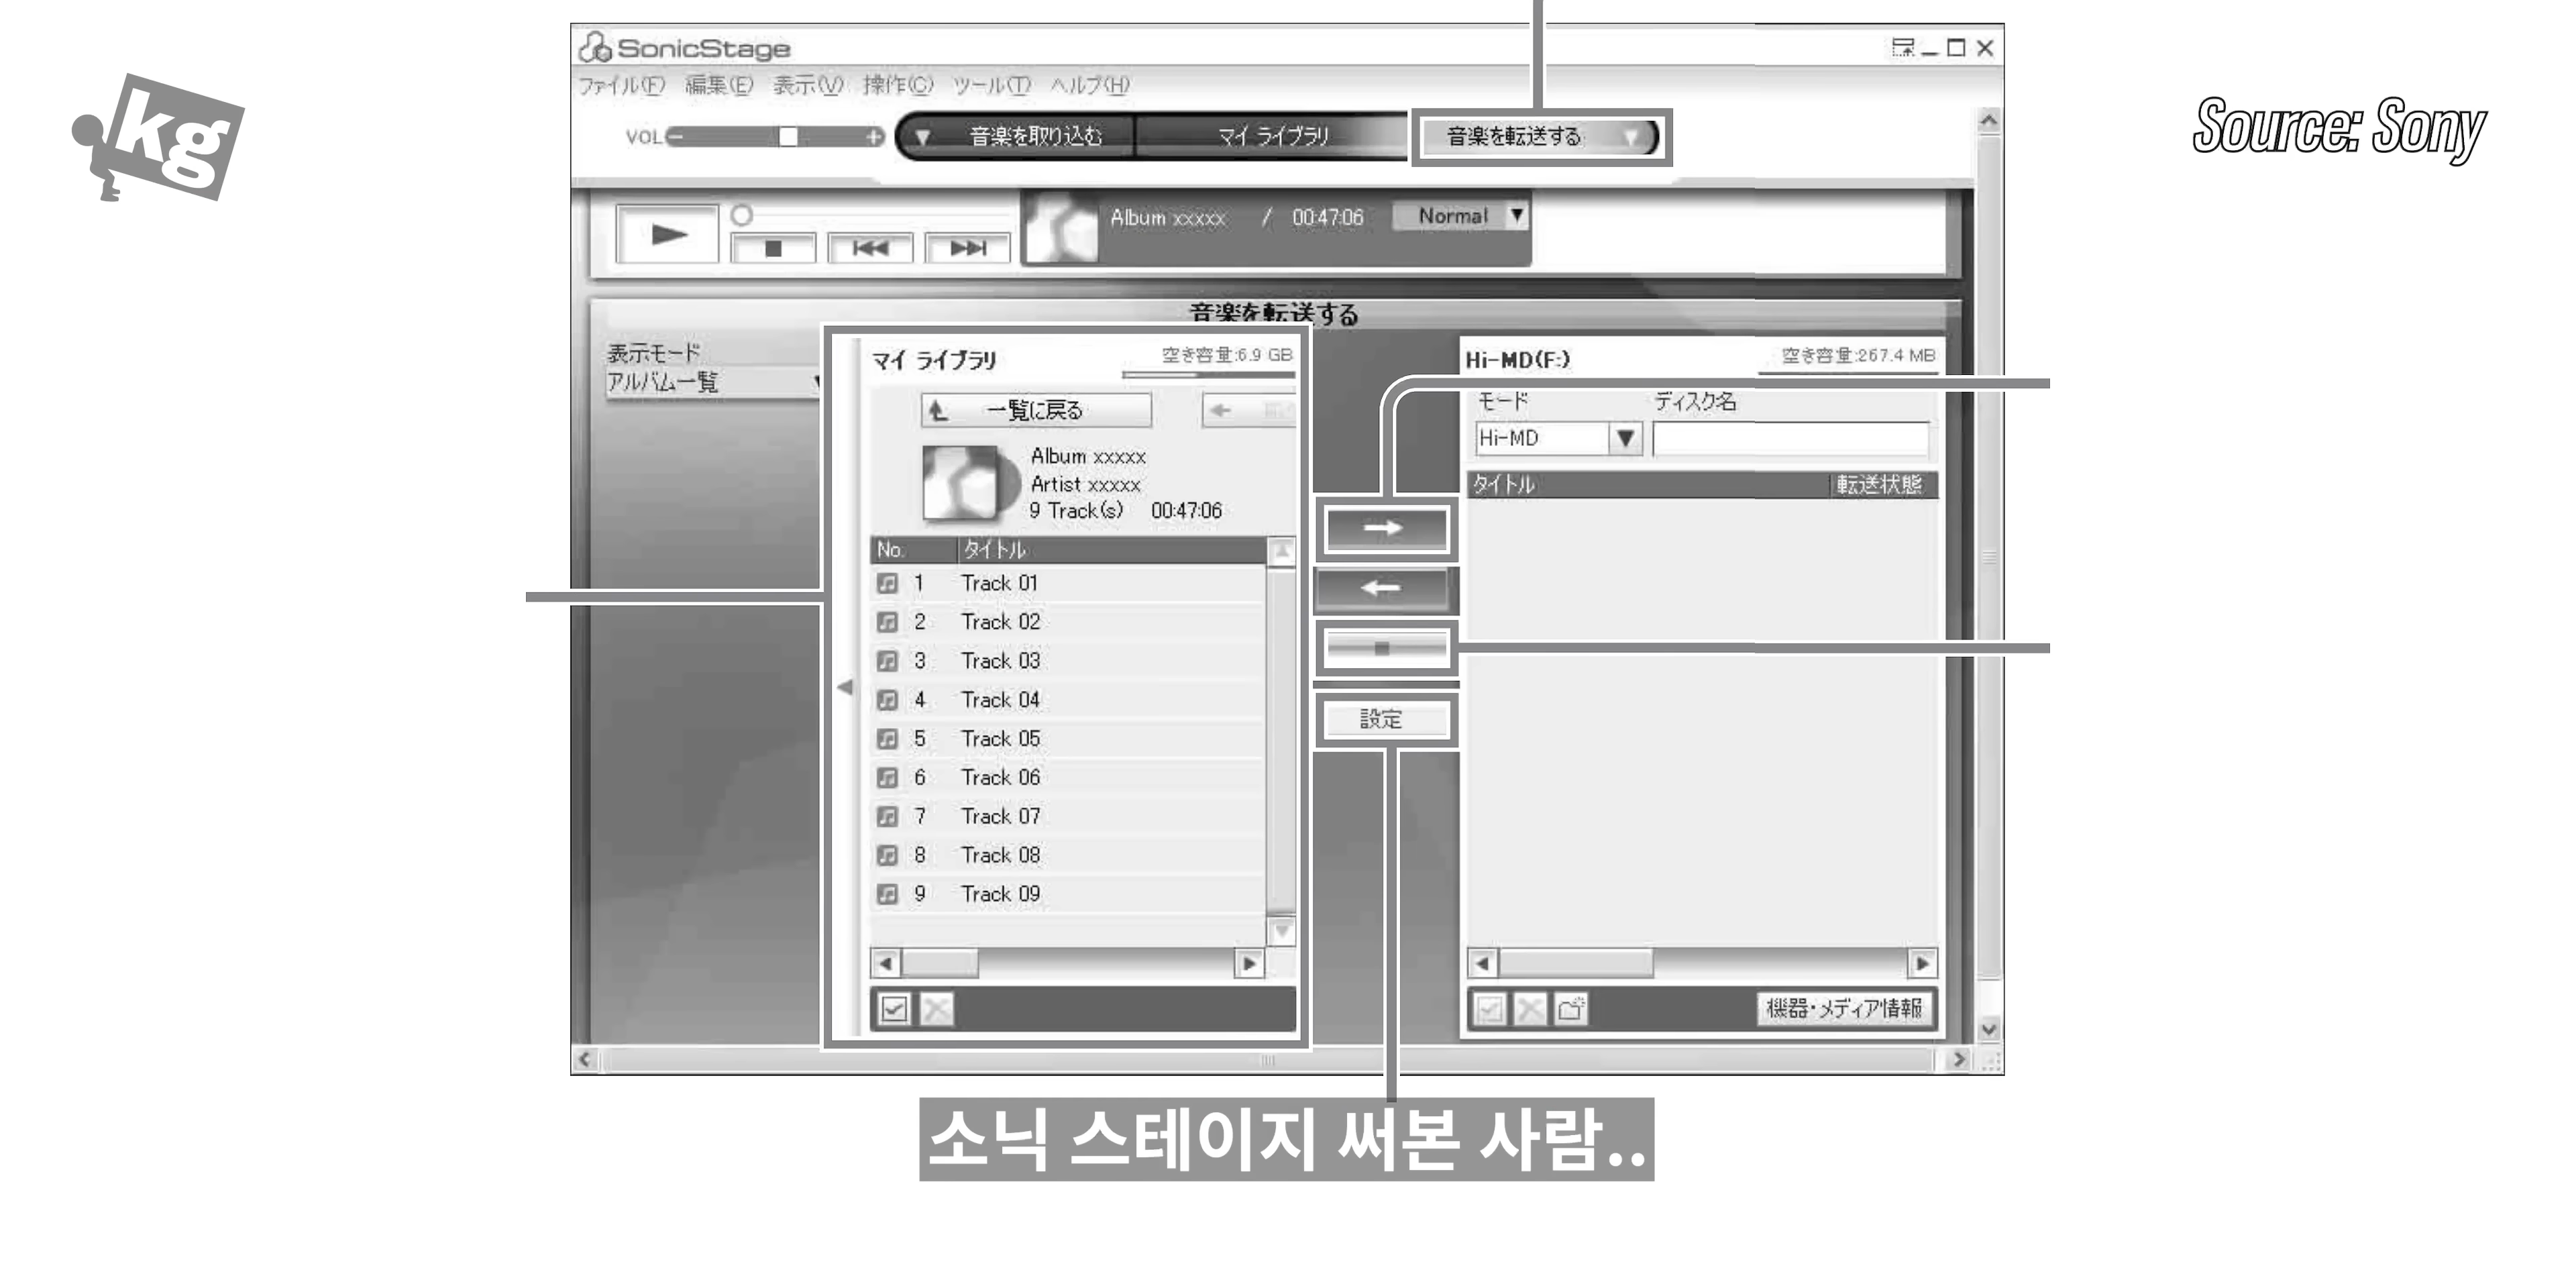 kg
Source: Sony
SonicStage
ファイル(F) 編集(E) 表示(V) 操作(C) ツール(T) ヘルプ(H)
VOL
音楽を取り込む マイ ライブラリ 音楽を転送する
Album xxxxx / 00:47:06 Normal
音楽を転送する
表示モード
アルバム一覧
マイ ライブラリ 空き容量:6.9 GB
一覧に戻る
Album xxxxx
Artist xxxxx
9 Track(s) 00:47:06
No. タイトル
1 Track 01
2 Track 02
3 Track 03
4 Track 04
5 Track 05
6 Track 06
7 Track 07
8 Track 08
9 Track 09
設定
Hi-MD(F:) 空き容量:267.4 MB
モード ディスク名
Hi-MD
タイトル 転送状態
機器・メディア情報
소닉 스테이지 써본 사람..